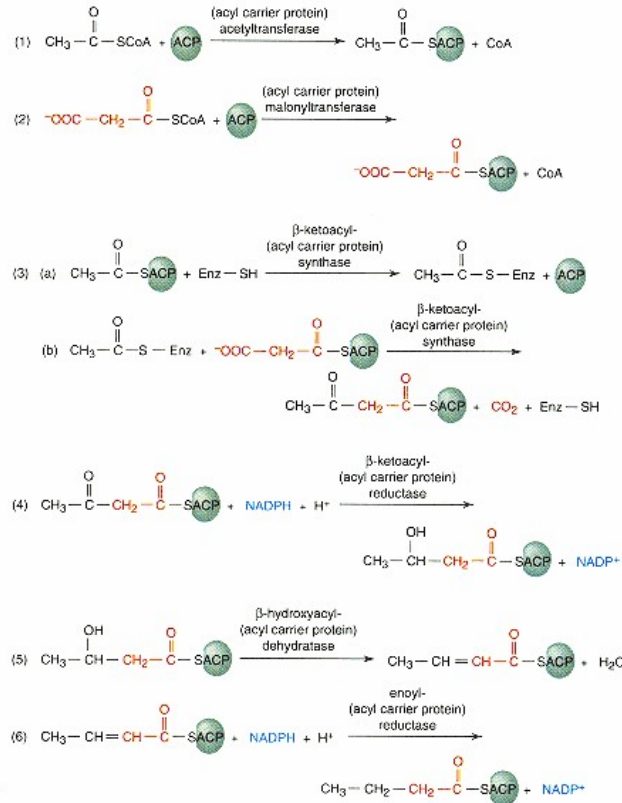 (acyl carrier protein)
acetyltransferase
O
(1) CH₃—C—SCoA + ACP → CH₃—C—SACP + CoA
O
(acyl carrier protein)
malonyltransferase
O
(2) ⁻OOC—CH₂—C—SCoA + ACP →
O
⁻OOC—CH₂—C—SACP + CoA
β-ketoacyl-
(acyl carrier protein)
synthase
O
(3) (a) CH₃—C—SACP + Enz—SH → CH₃—C—S—Enz + ACP
O
β-ketoacyl-
(acyl carrier protein)
synthase
O O
(b) CH₃—C—S—Enz + ⁻OOC—CH₂—C—SACP →
O O
CH₃—C—CH₂—C—SACP + CO₂ + Enz—SH
β-ketoacyl-
(acyl carrier protein)
reductase
O O
(4) CH₃—C—CH₂—C—SACP + NADPH + H⁺ →
OH O
CH₃—CH—CH₂—C—SACP + NADP⁺
β-hydroxyacyl-
(acyl carrier protein)
dehydratase
OH O
(5) CH₃—CH—CH₂—C—SACP → CH₃—CH=CH—C—SACP + H₂O
O
enoyl-
(acyl carrier protein)
reductase
O
(6) CH₃—CH=CH—C—SACP + NADPH + H⁺ →
O
CH₃—CH₂—CH₂—C—SACP + NADP⁺